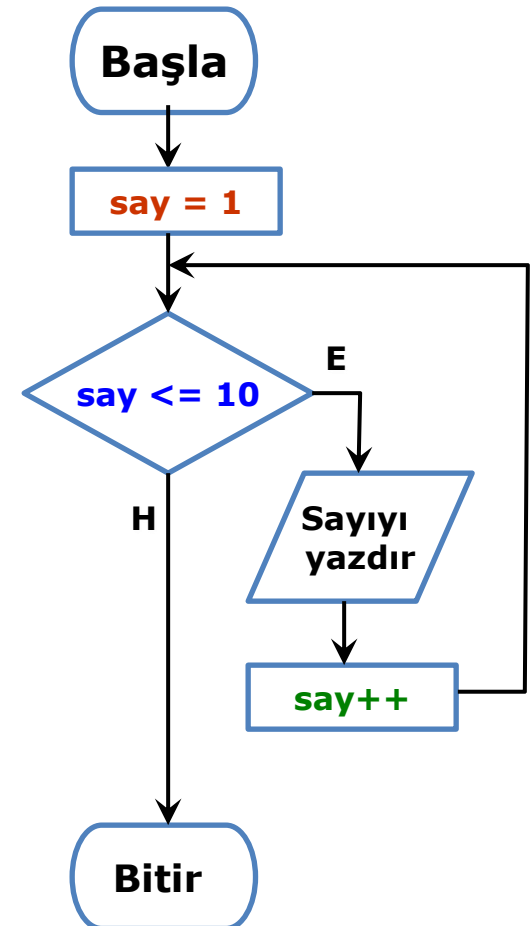 Başla
say = 1
say <= 10
E
H
Sayıyı
yazdır
say++
Bitir